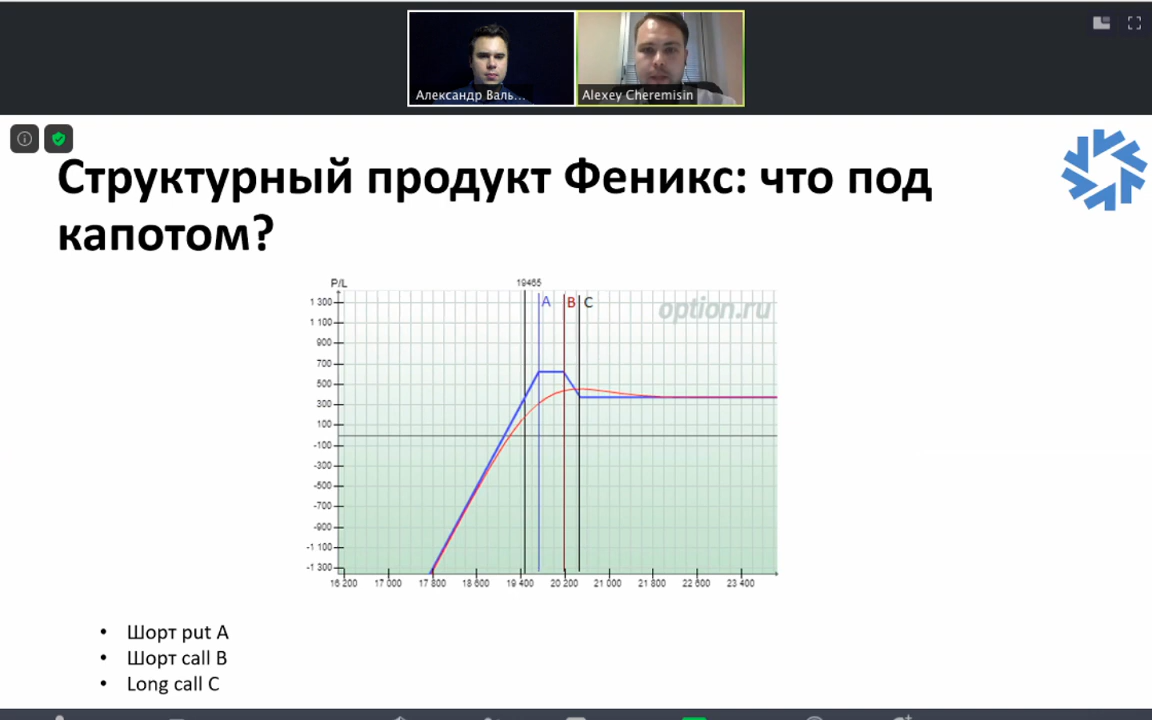 Александр Валь...
Alexey Cheremisin
Структурный продукт Феникс: что под
капотом?
P/L
19465
A
B
C
option.ru
1 300
1 100
900
700
500
300
100
-100
-300
-500
-700
-900
-1 100
-1 300
16 200
17 000
17 800
18 600
19 400
20 200
21 000
21 800
22 600
23 400
• Шорт put A
• Шорт call B
• Long call C